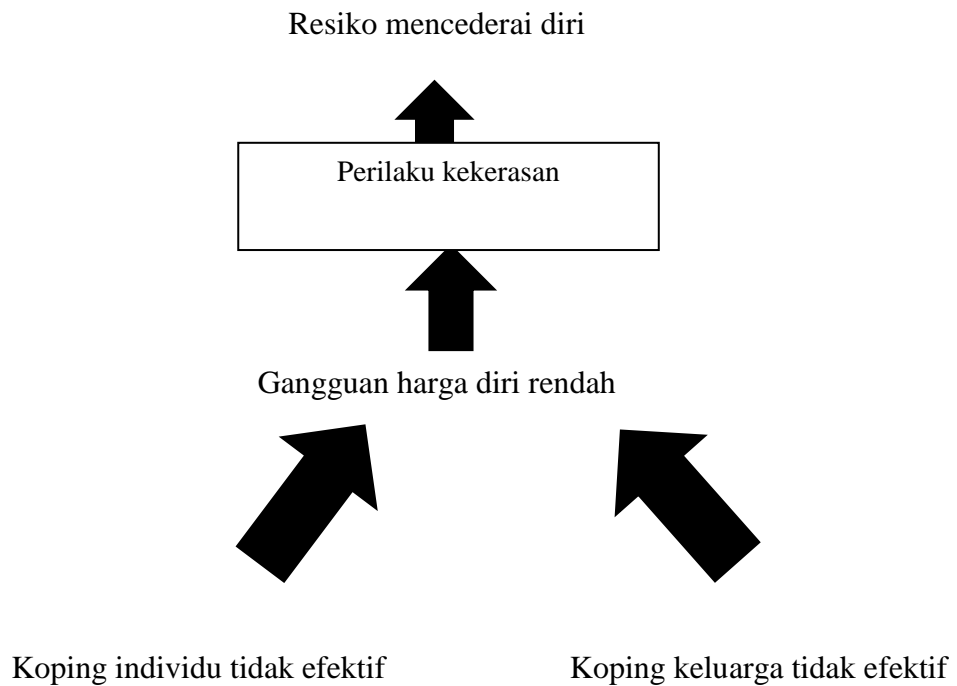 Resiko mencederai diri
Perilaku kekerasan
Gangguan harga diri rendah
Koping individu tidak efektif
Koping keluarga tidak efektif